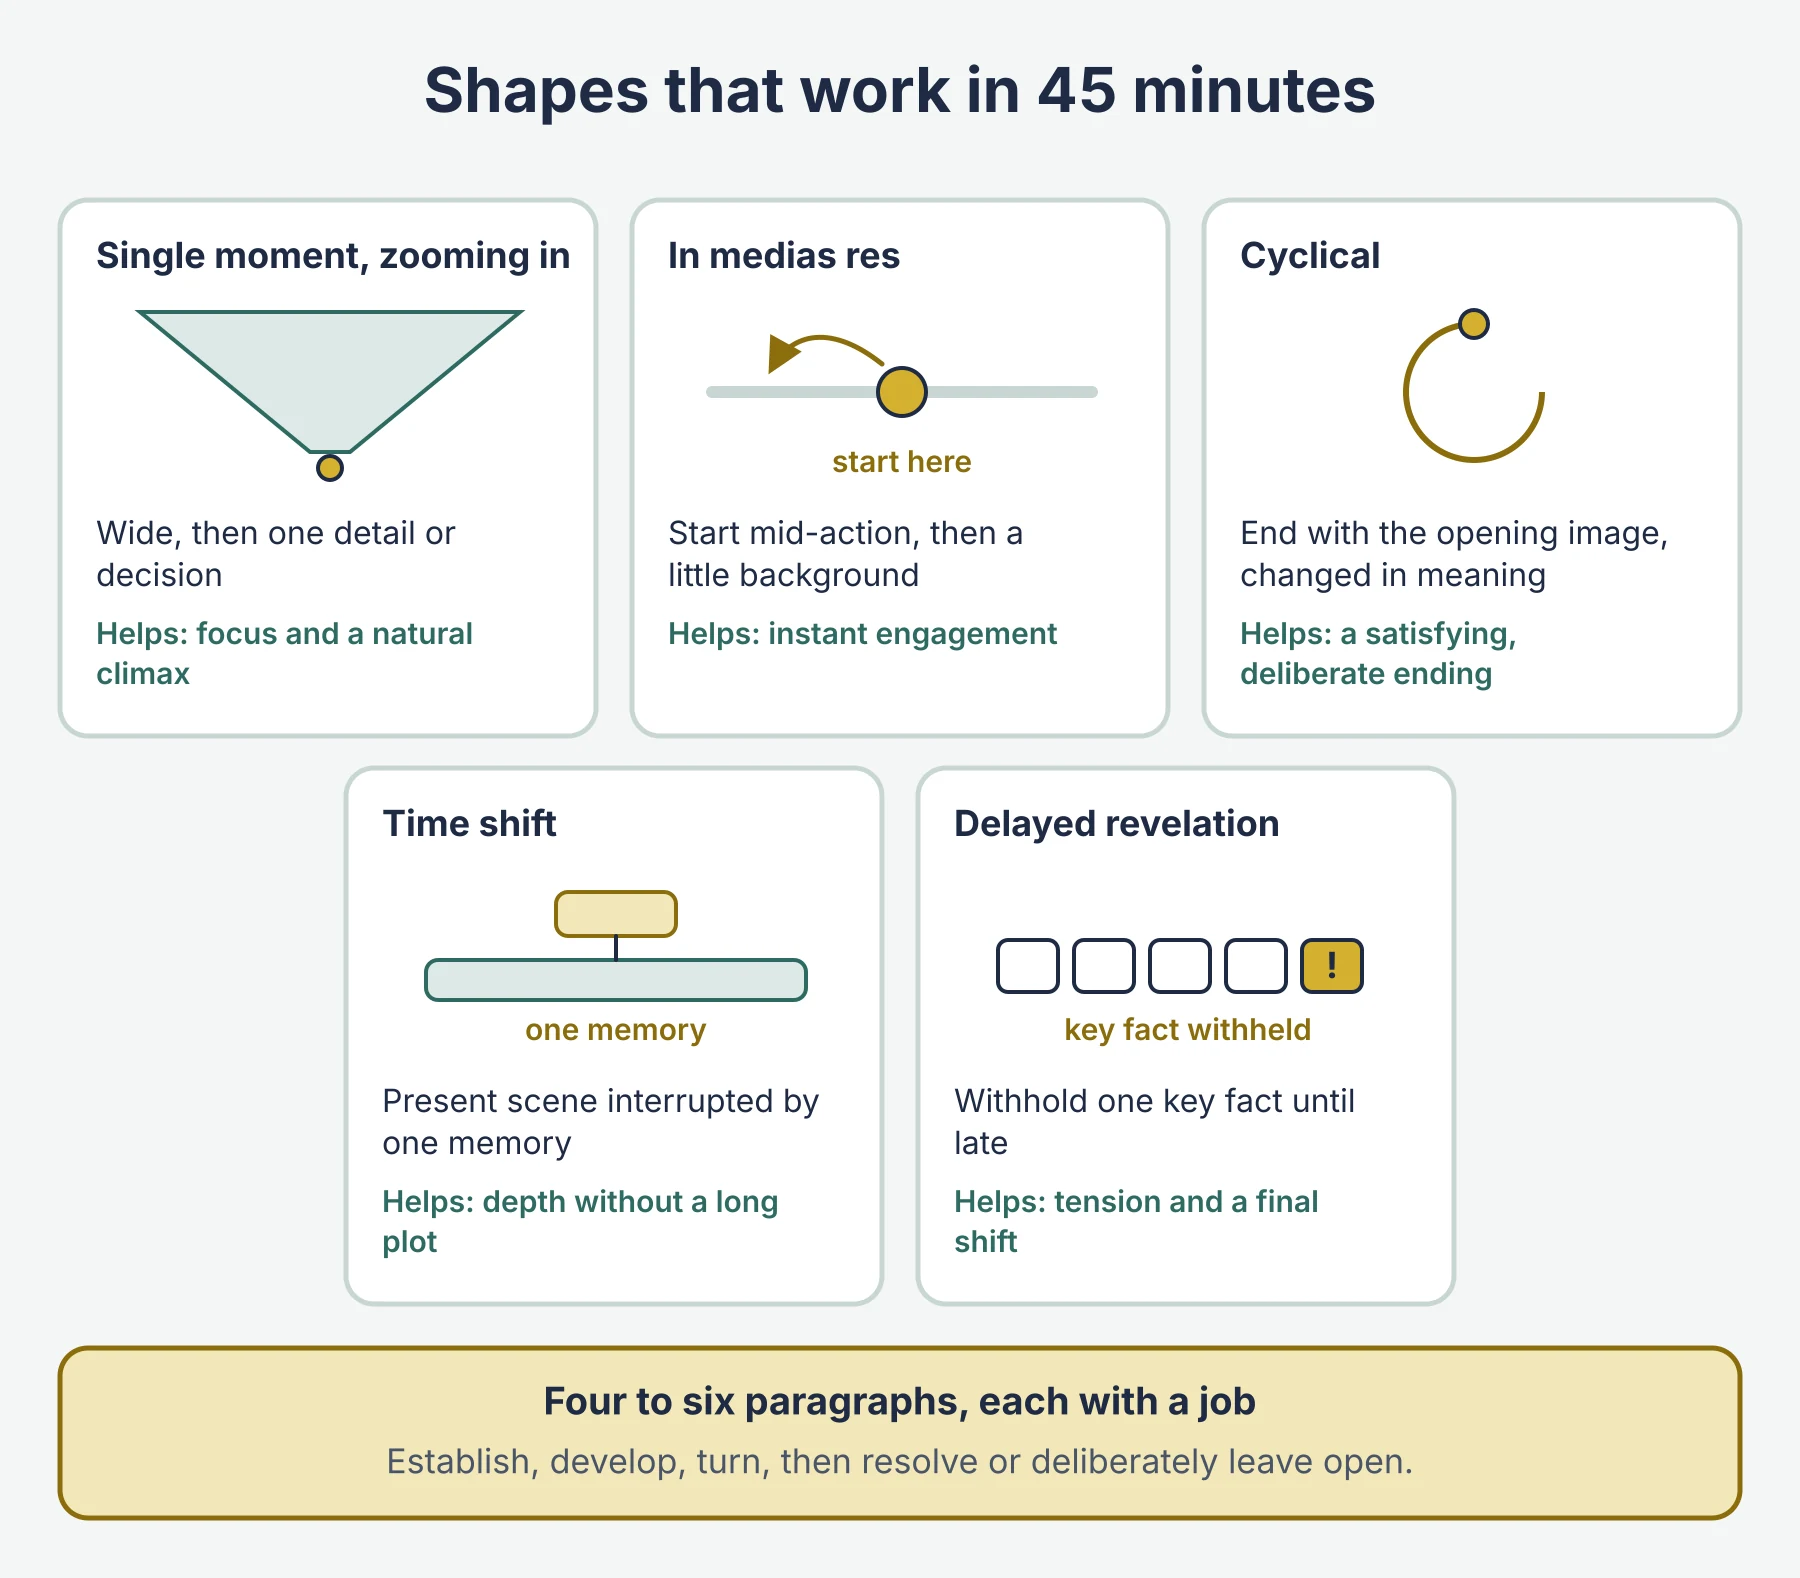 Shapes that work in 45 minutes
Single moment, zooming in
Wide, then one detail or
decision
Helps: focus and a natural
climax
In medias res
start here
Start mid-action, then a
little background
Helps: instant engagement
Cyclical
End with the opening image,
changed in meaning
Helps: a satisfying,
deliberate ending
Time shift
one memory
Present scene interrupted by
one memory
Helps: depth without a long
plot
Delayed revelation
!
key fact withheld
Withhold one key fact until
late
Helps: tension and a final
shift
Four to six paragraphs, each with a job
Establish, develop, turn, then resolve or deliberately leave open.